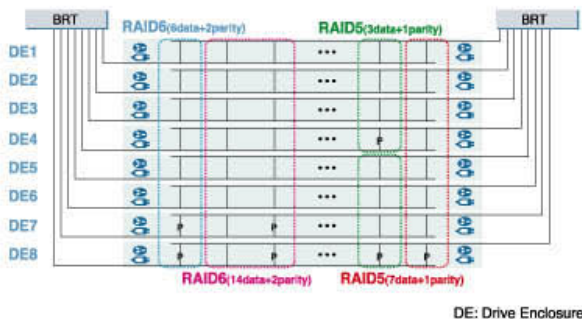 BRT BRT
RAID6(6data+2parity) RAID5(3data+1parity)
DE1 •••
DE2 •••
DE3 •••
DE4 ••• P
DE5 •••
DE6 •••
DE7 P P •••
DE8 P P ••• P P
RAID6(14data+2parity) RAID5(7data+1parity)
DE: Drive Enclosure